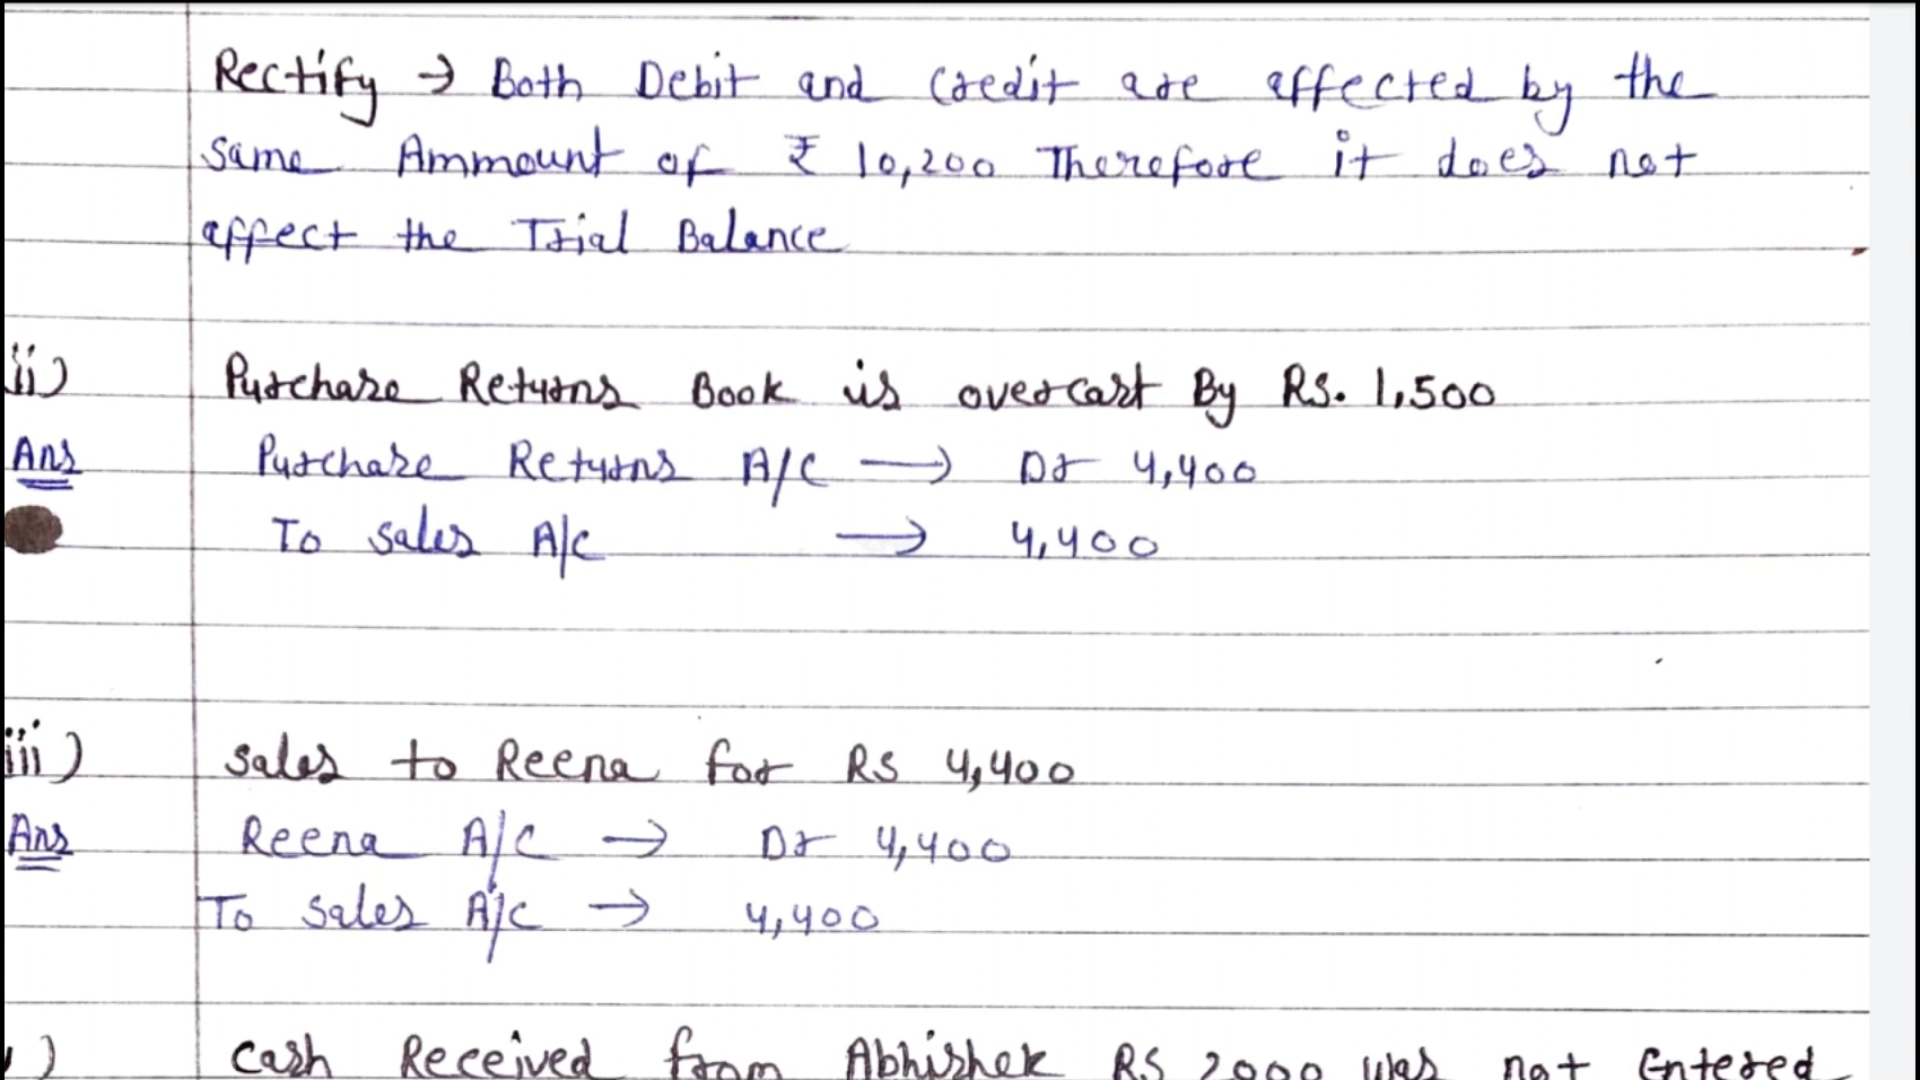 Rectify → Both Debit and Credit are affected by the
same Ammount of ₹ 10,200 Therefore it does not
affect the Trial Balance
ii) Purchase Returns Book is overcast By RS. 1,500
Ans Purchase Returns A/C → Dr 4,400
To sales A/C → 4,400
iii) sales to Reena for RS 4,400
Ans Reena A/C → Dr 4,400
To sales A/C → 4,400
) Cash Received from Abhishek RS 2000 was not Entered